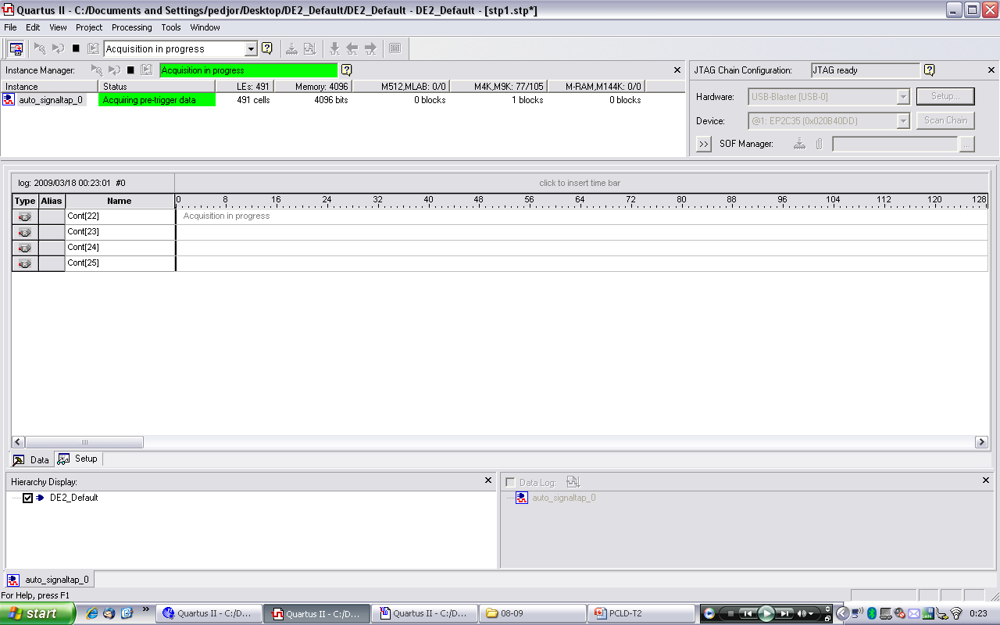 Quartus II - C:/Documents and Settings/pedjor/Desktop/DE2_Default/DE2_Default - DE2_Default - [stp1.stp*]
File Edit View Project Processing Tools Window
Acquisition in progress
Instance Manager: Acquisition in progress
Instance Status LEs: 491 Memory: 4096 M512,MLAB: 0/0 M4K,M9K: 77/105 M-RAM,M144K: 0/0
auto_signaltap_0 Acquiring pre-trigger data 491 cells 4096 bits 0 blocks 1 blocks 0 blocks
JTAG Chain Configuration: JTAG ready
Hardware: USB-Blaster [USB-0] Setup...
Device: @1: EP2C35 (0x020B40DD) Scan Chain
>> SOF Manager: ...
log: 2009/03/18 00:23:01 #0 click to insert time bar
Type Alias Name 0 8 16 24 32 40 48 56 64 72 80 88 96 104 112 120 128
Cont[22] Acquisition in progress
Cont[23]
Cont[24]
Cont[25]
Data Setup
Hierarchy Display:
DE2_Default
Data Log:
auto_signaltap_0
auto_signaltap_0
For Help, press F1
start Quartus II - C:/D... Quartus II - C:/D... Quartus II - C:/D... 08-09 PCLD-T2 0:23